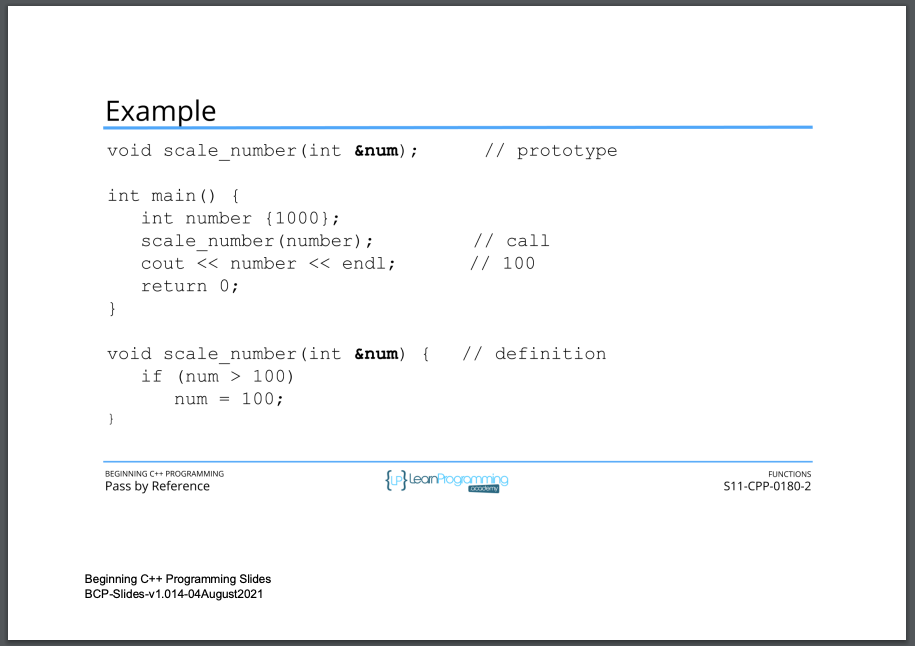 Example
void scale_number(int &num);      // prototype
int main() {
   int number {1000};
   scale_number(number);         // call
   cout << number << endl;       // 100
   return 0;
}
void scale_number(int &num) {   // definition
   if (num > 100)
      num = 100;
}
BEGINNING C++ PROGRAMMING
Pass by Reference
{LP} LearnProgramming
academy
FUNCTIONS
S11-CPP-0180-2
Beginning C++ Programming Slides
BCP-Slides-v1.014-04August2021